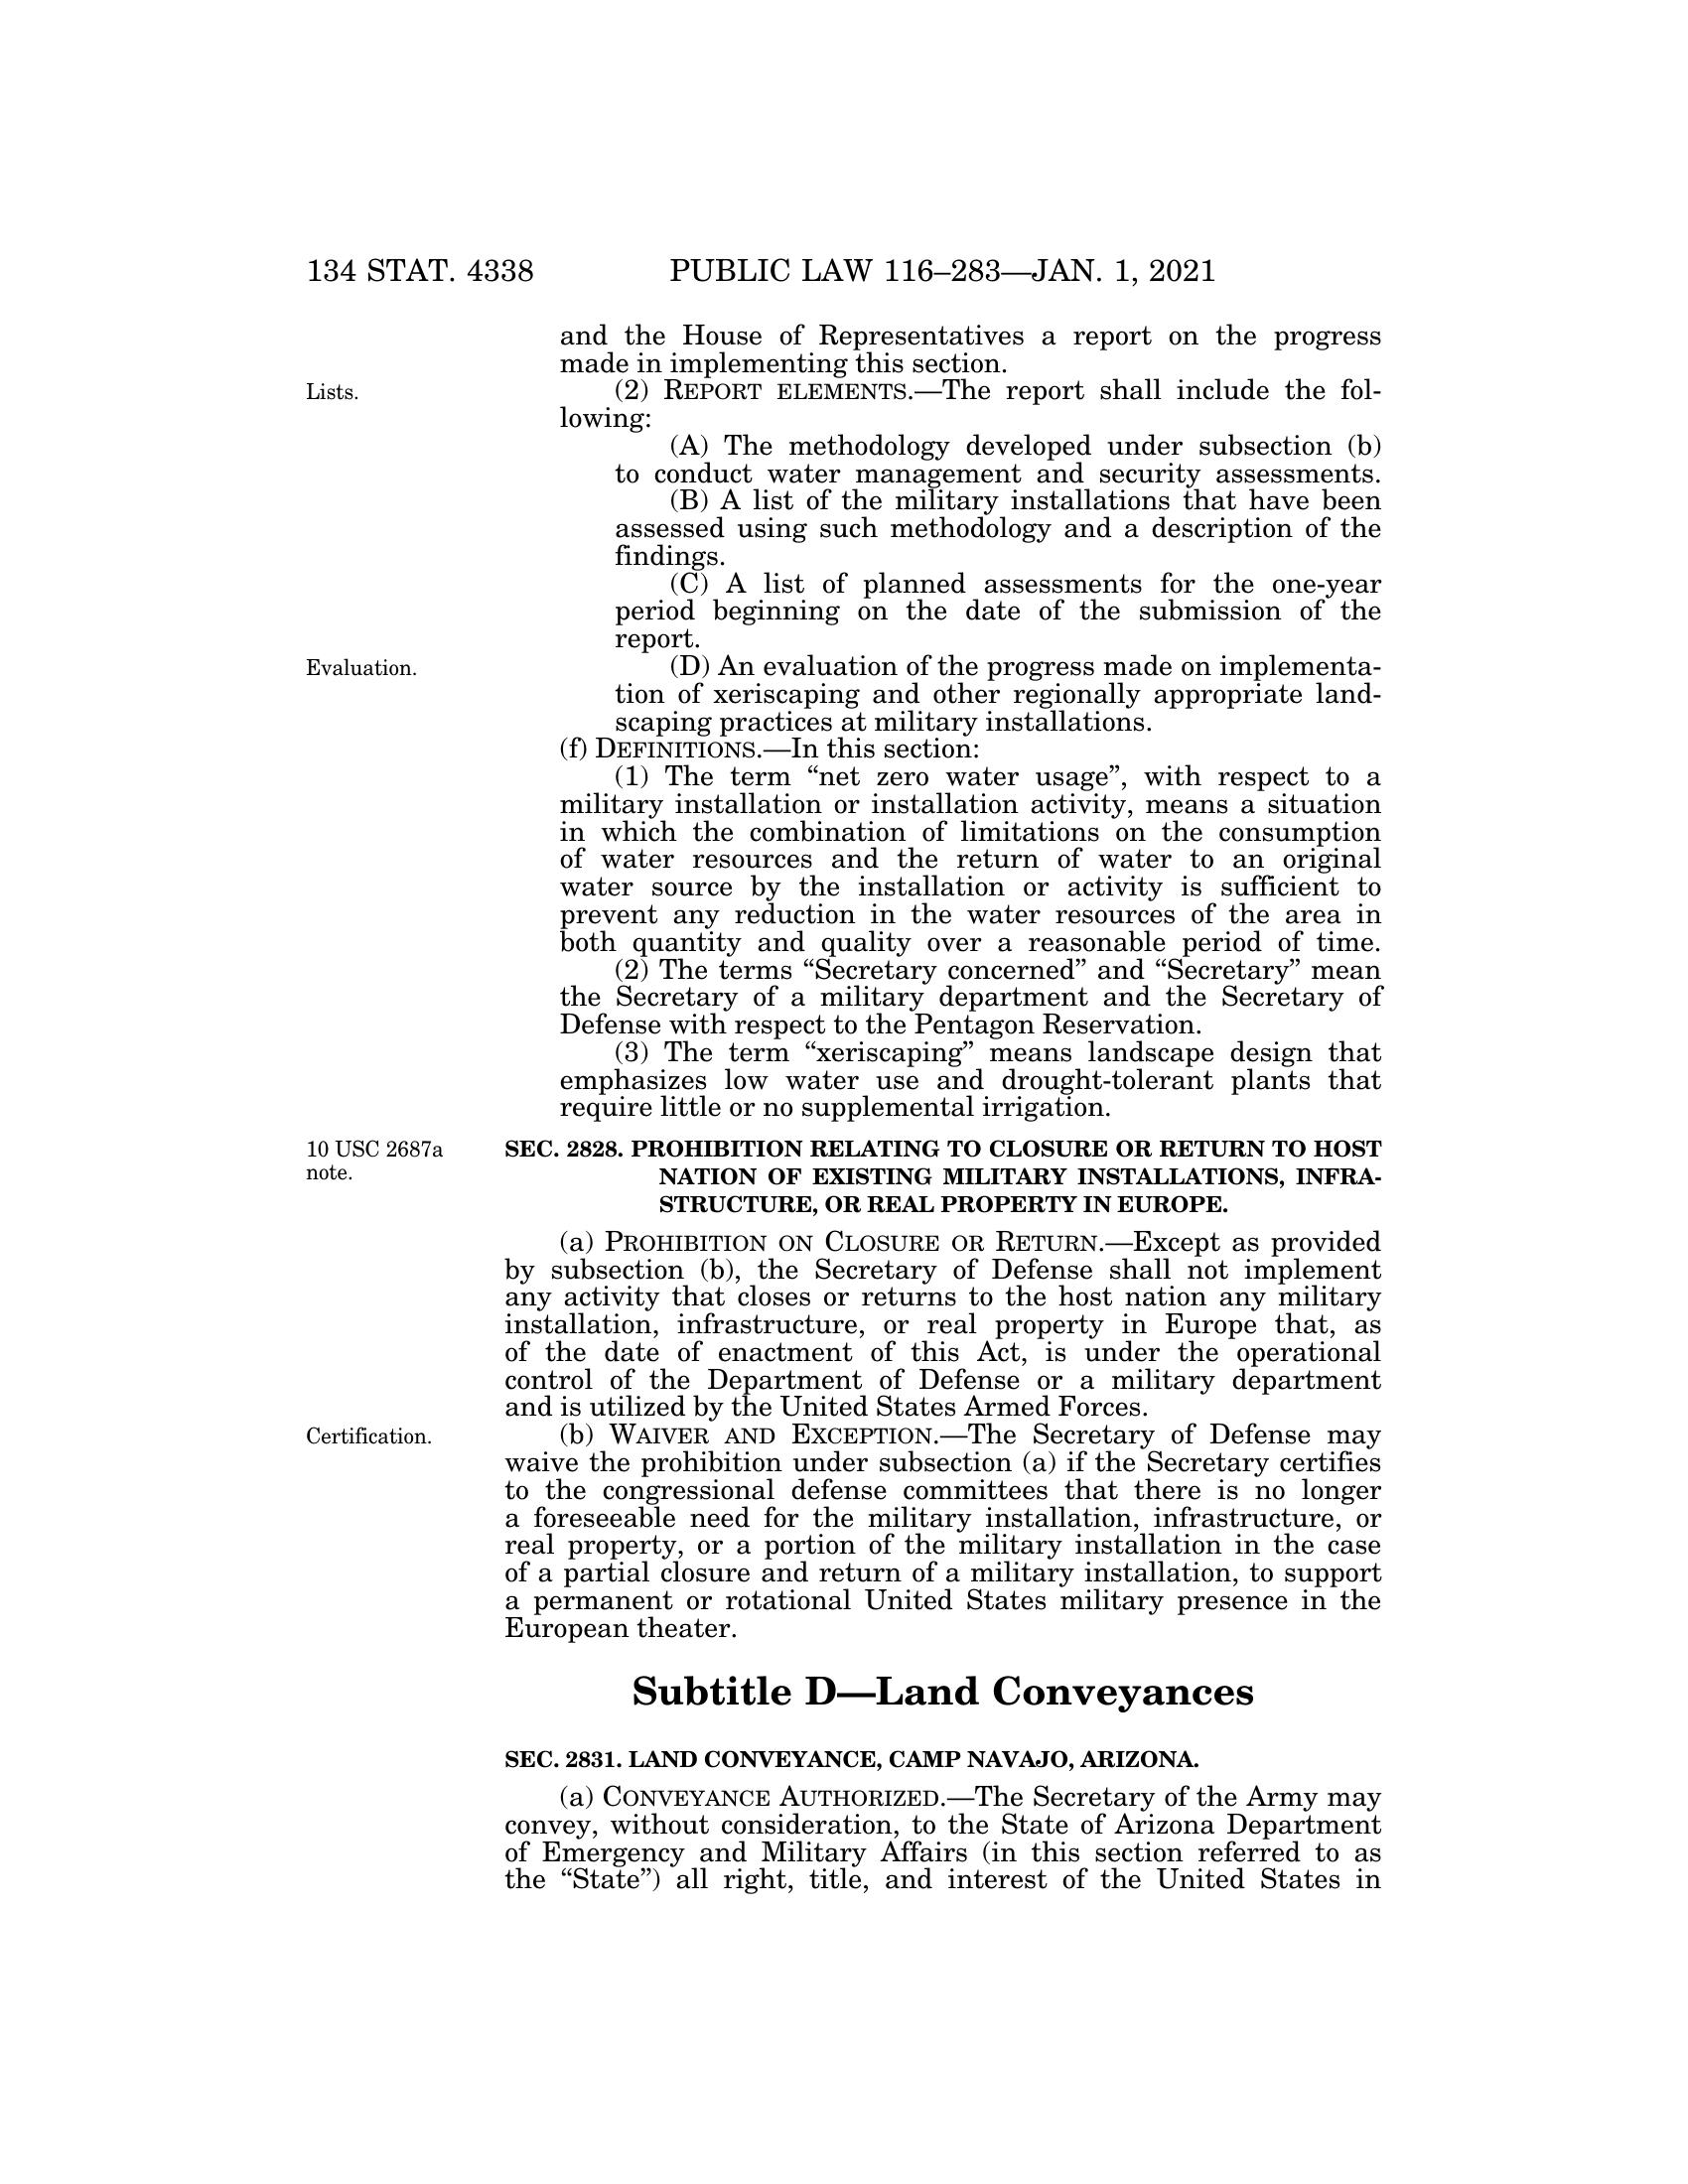 134 STAT. 4338
PUBLIC LAW 116–283—JAN. 1, 2021
and the House of Representatives a report on the progress
made in implementing this section.
Lists.
(2) REPORT ELEMENTS.—The report shall include the fol-
lowing:
(A) The methodology developed under subsection (b)
to conduct water management and security assessments.
(B) A list of the military installations that have been
assessed using such methodology and a description of the
findings.
(C) A list of planned assessments for the one-year
period beginning on the date of the submission of the
report.
Evaluation.
(D) An evaluation of the progress made on implementa-
tion of xeriscaping and other regionally appropriate land-
scaping practices at military installations.
(f) DEFINITIONS.—In this section:
(1) The term “net zero water usage”, with respect to a
military installation or installation activity, means a situation
in which the combination of limitations on the consumption
of water resources and the return of water to an original
water source by the installation or activity is sufficient to
prevent any reduction in the water resources of the area in
both quantity and quality over a reasonable period of time.
(2) The terms “Secretary concerned” and “Secretary” mean
the Secretary of a military department and the Secretary of
Defense with respect to the Pentagon Reservation.
(3) The term “xeriscaping” means landscape design that
emphasizes low water use and drought-tolerant plants that
require little or no supplemental irrigation.
10 USC 2687a
note.
SEC. 2828. PROHIBITION RELATING TO CLOSURE OR RETURN TO HOST
NATION OF EXISTING MILITARY INSTALLATIONS, INFRA-
STRUCTURE, OR REAL PROPERTY IN EUROPE.
(a) PROHIBITION ON CLOSURE OR RETURN.—Except as provided
by subsection (b), the Secretary of Defense shall not implement
any activity that closes or returns to the host nation any military
installation, infrastructure, or real property in Europe that, as
of the date of enactment of this Act, is under the operational
control of the Department of Defense or a military department
and is utilized by the United States Armed Forces.
Certification.
(b) WAIVER AND EXCEPTION.—The Secretary of Defense may
waive the prohibition under subsection (a) if the Secretary certifies
to the congressional defense committees that there is no longer
a foreseeable need for the military installation, infrastructure, or
real property, or a portion of the military installation in the case
of a partial closure and return of a military installation, to support
a permanent or rotational United States military presence in the
European theater.
Subtitle D—Land Conveyances
SEC. 2831. LAND CONVEYANCE, CAMP NAVAJO, ARIZONA.
(a) CONVEYANCE AUTHORIZED.—The Secretary of the Army may
convey, without consideration, to the State of Arizona Department
of Emergency and Military Affairs (in this section referred to as
the “State”) all right, title, and interest of the United States in